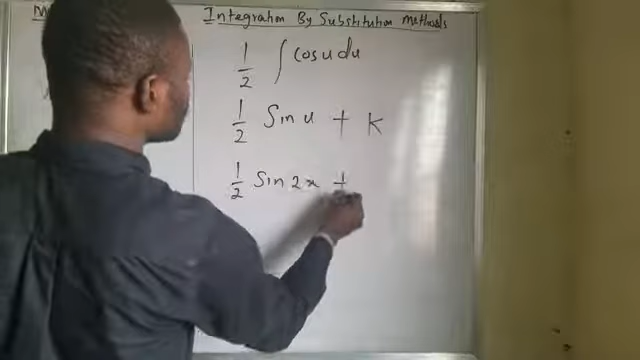 M
Integration By Substitution Methods
1/2 ∫ cos u du
1/2 Sin u + K
1/2 Sin 2x +